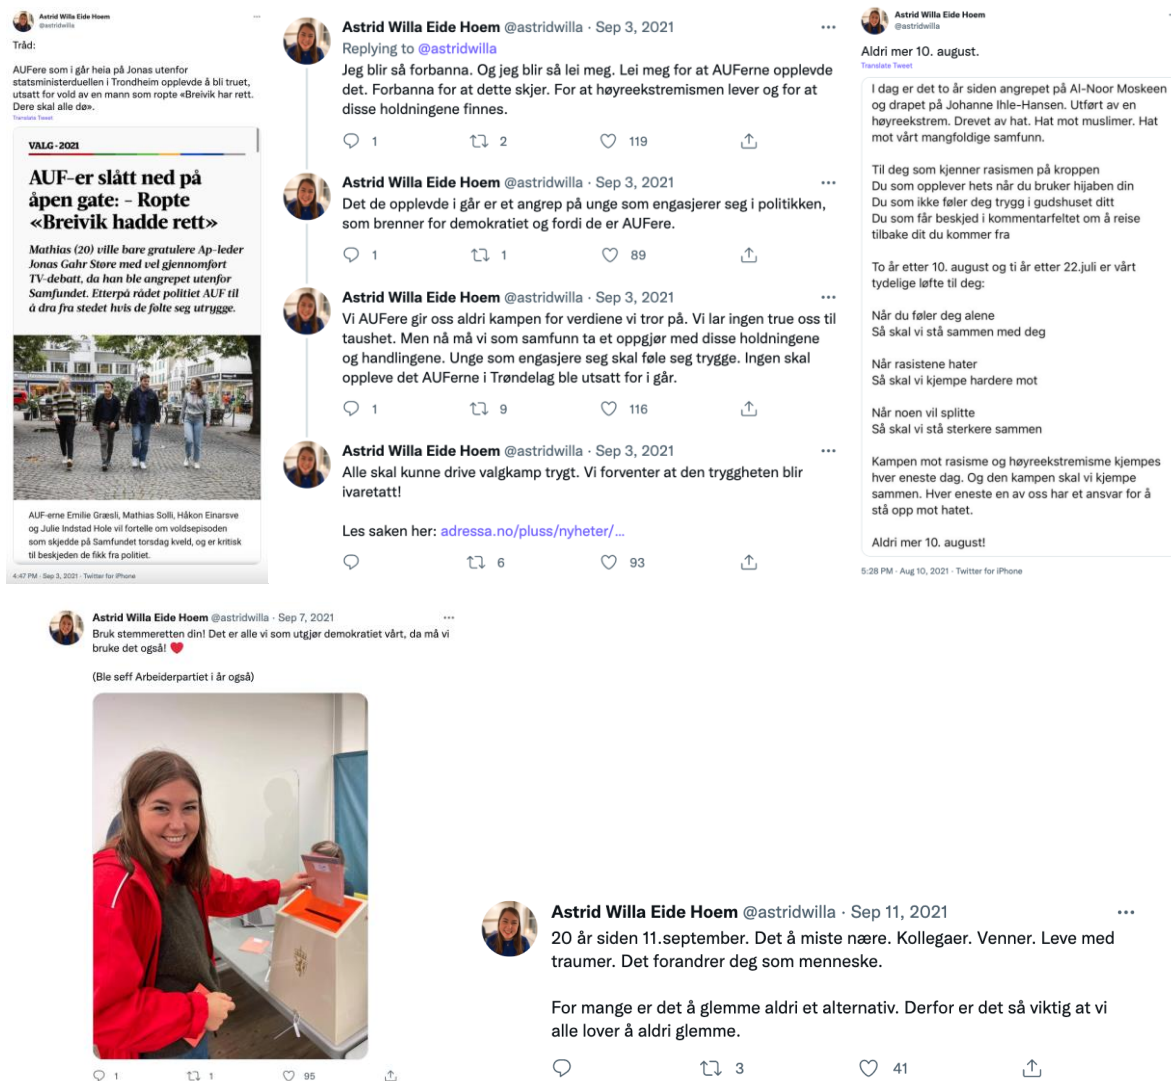 Astrid Willa Eide Hoem
@astridwilla
Tråd:
AUFere som i går heia på Jonas utenfor
statsministerduellen i Trondheim opplevde å bli truet,
utsatt for vold av en mann som ropte «Breivik har rett.
Dere skal alle dø».
Translate Tweet
VALG · 2021
AUF-er slått ned på
åpen gate: – Ropte
«Breivik hadde rett»
Mathias (20) ville bare gratulere Ap-leder
Jonas Gahr Støre med vel gjennomført
TV-debatt, da han ble angrepet utenfor
Samfundet. Etterpå rådet politiet AUF til
å dra fra stedet hvis de følte seg utrygge.
AUF-erne Emilie Græsli, Mathias Solli, Håkon Einarsve
og Julie Indstad Hole vil fortelle om voldsepisoden
som skjedde på Samfundet torsdag kveld, og er kritisk
til beskjeden de fikk fra politiet.
4:47 PM · Sep 3, 2021 · Twitter for iPhone
Astrid Willa Eide Hoem @astridwilla · Sep 3, 2021
Replying to @astridwilla
Jeg blir så forbanna. Og jeg blir så lei meg. Lei meg for at AUFerne opplevde
det. Forbanna for at dette skjer. For at høyreekstremismen lever og for at
disse holdningene finnes.
1 2 119
Astrid Willa Eide Hoem @astridwilla · Sep 3, 2021
Det de opplevde i går er et angrep på unge som engasjerer seg i politikken,
som brenner for demokratiet og fordi de er AUFere.
1 1 89
Astrid Willa Eide Hoem @astridwilla · Sep 3, 2021
Vi AUFere gir oss aldri kampen for verdiene vi tror på. Vi lar ingen true oss til
taushet. Men nå må vi som samfunn ta et oppgjør med disse holdningene
og handlingene. Unge som engasjere seg skal føle seg trygge. Ingen skal
oppleve det AUFerne i Trøndelag ble utsatt for i går.
1 9 116
Astrid Willa Eide Hoem @astridwilla · Sep 3, 2021
Alle skal kunne drive valgkamp trygt. Vi forventer at den tryggheten blir
ivaretatt!
Les saken her: adressa.no/pluss/nyheter/...
6 93
Astrid Willa Eide Hoem
@astridwilla
Aldri mer 10. august.
Translate Tweet
I dag er det to år siden angrepet på Al-Noor Moskeen
og drapet på Johanne Ihle-Hansen. Utført av en
høyreekstrem. Drevet av hat. Hat mot muslimer. Hat
mot vårt mangfoldige samfunn.
Til deg som kjenner rasismen på kroppen
Du som opplever hets når du bruker hijaben din
Du som ikke føler deg trygg i gudshuset ditt
Du som får beskjed i kommentarfeltet om å reise
tilbake dit du kommer fra
To år etter 10. august og ti år etter 22.juli er vårt
tydelige løfte til deg:
Når du føler deg alene
Så skal vi stå sammen med deg
Når rasistene hater
Så skal vi kjempe hardere mot
Når noen vil splitte
Så skal vi stå sterkere sammen
Kampen mot rasisme og høyreekstremisme kjempes
hver eneste dag. Og den kampen skal vi kjempe
sammen. Hver eneste en av oss har et ansvar for å
stå opp mot hatet.
Aldri mer 10. august!
5:28 PM · Aug 10, 2021 · Twitter for iPhone
Astrid Willa Eide Hoem @astridwilla · Sep 7, 2021
Bruk stemmeretten din! Det er alle vi som utgjør demokratiet vårt, da må vi
bruke det også! ❤️
(Ble seff Arbeiderpartiet i år også)
1 1 95
Astrid Willa Eide Hoem @astridwilla · Sep 11, 2021
20 år siden 11.september. Det å miste nære. Kollegaer. Venner. Leve med
traumer. Det forandrer deg som menneske.
For mange er det å glemme aldri et alternativ. Derfor er det så viktig at vi
alle lover å aldri glemme.
3 41